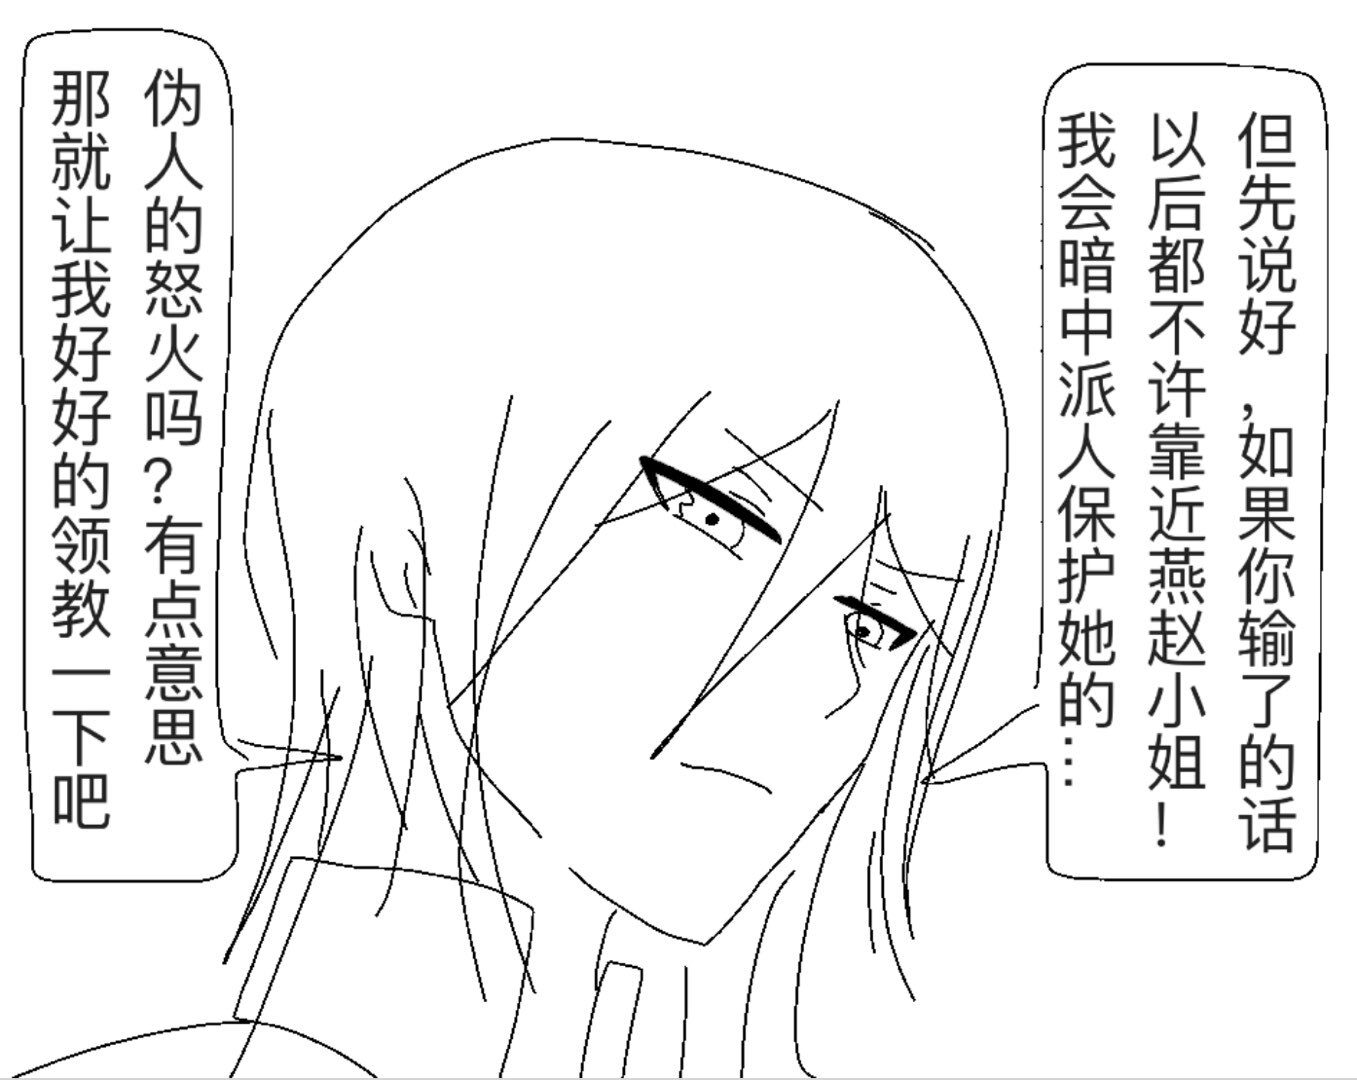 伪人的怒火吗？有点意思
那就让我好好的领教一下吧
但先说好，如果你输了的话
以后都不许靠近燕赵小姐！
我会暗中派人保护她的…